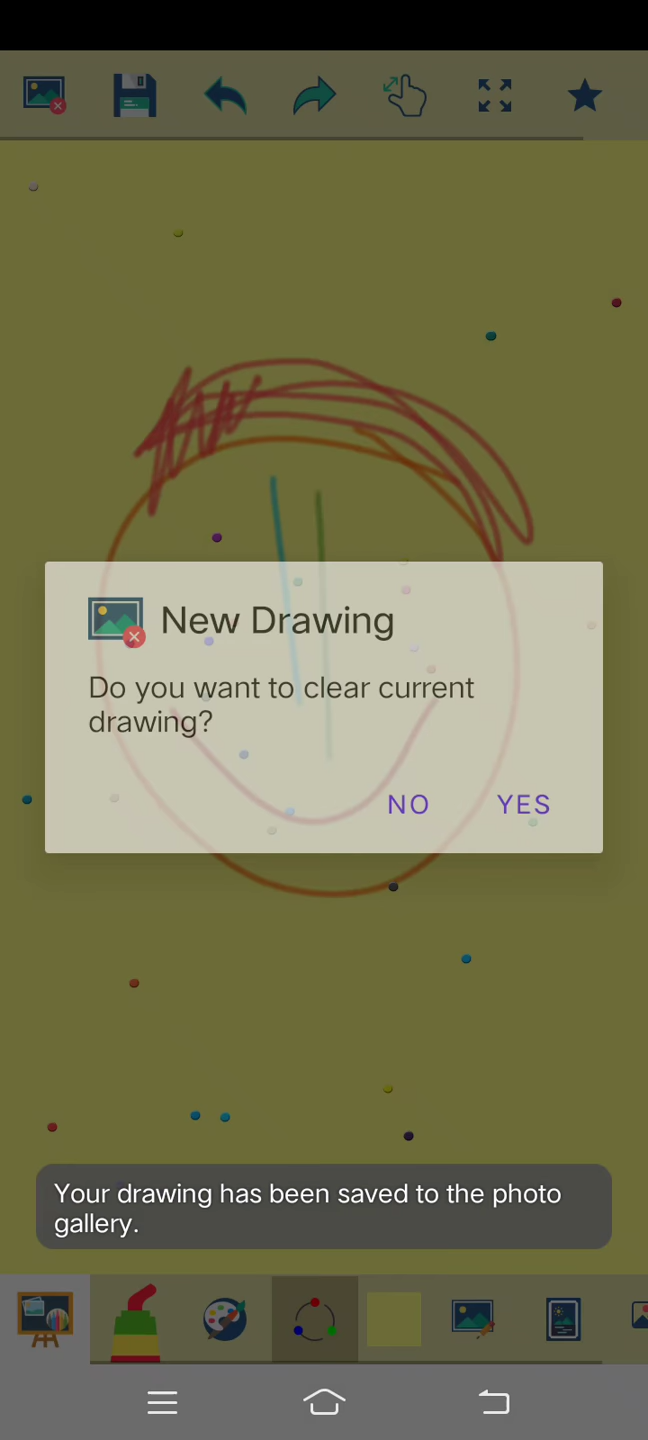 New Drawing
Do you want to clear current
drawing?
NO YES
Your drawing has been saved to the photo
gallery.